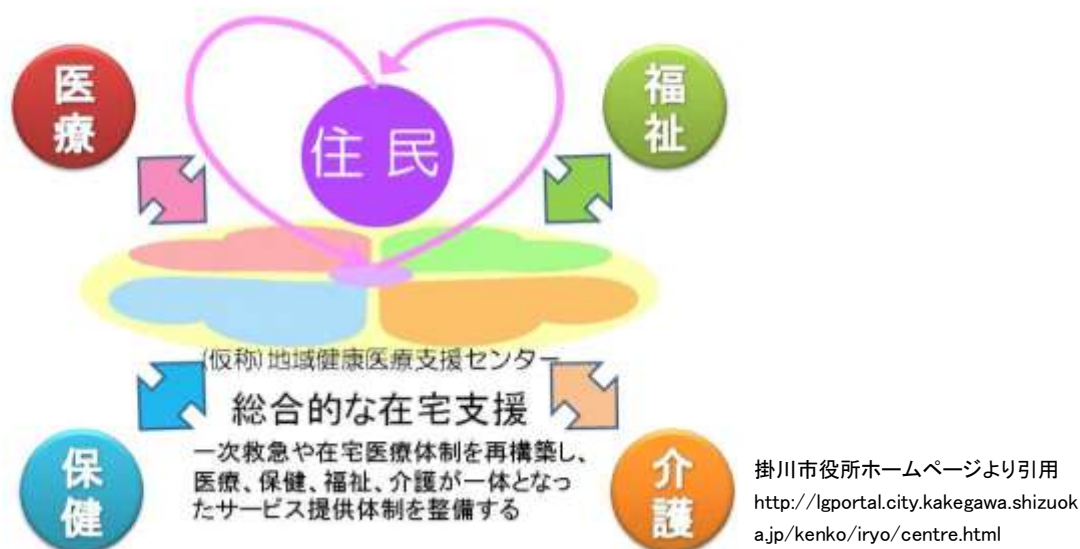 医療
福祉
住民
(仮称)地域健康医療支援センター
総合的な在宅支援
一次救急や在宅医療体制を再構築し、
医療、保健、福祉、介護が一体となっ
たサービス提供体制を整備する
保健
介護
掛川市役所ホームページより引用
http://lgportal.city.kakegawa.shizuok
a.jp/kenko/iryo/centre.html